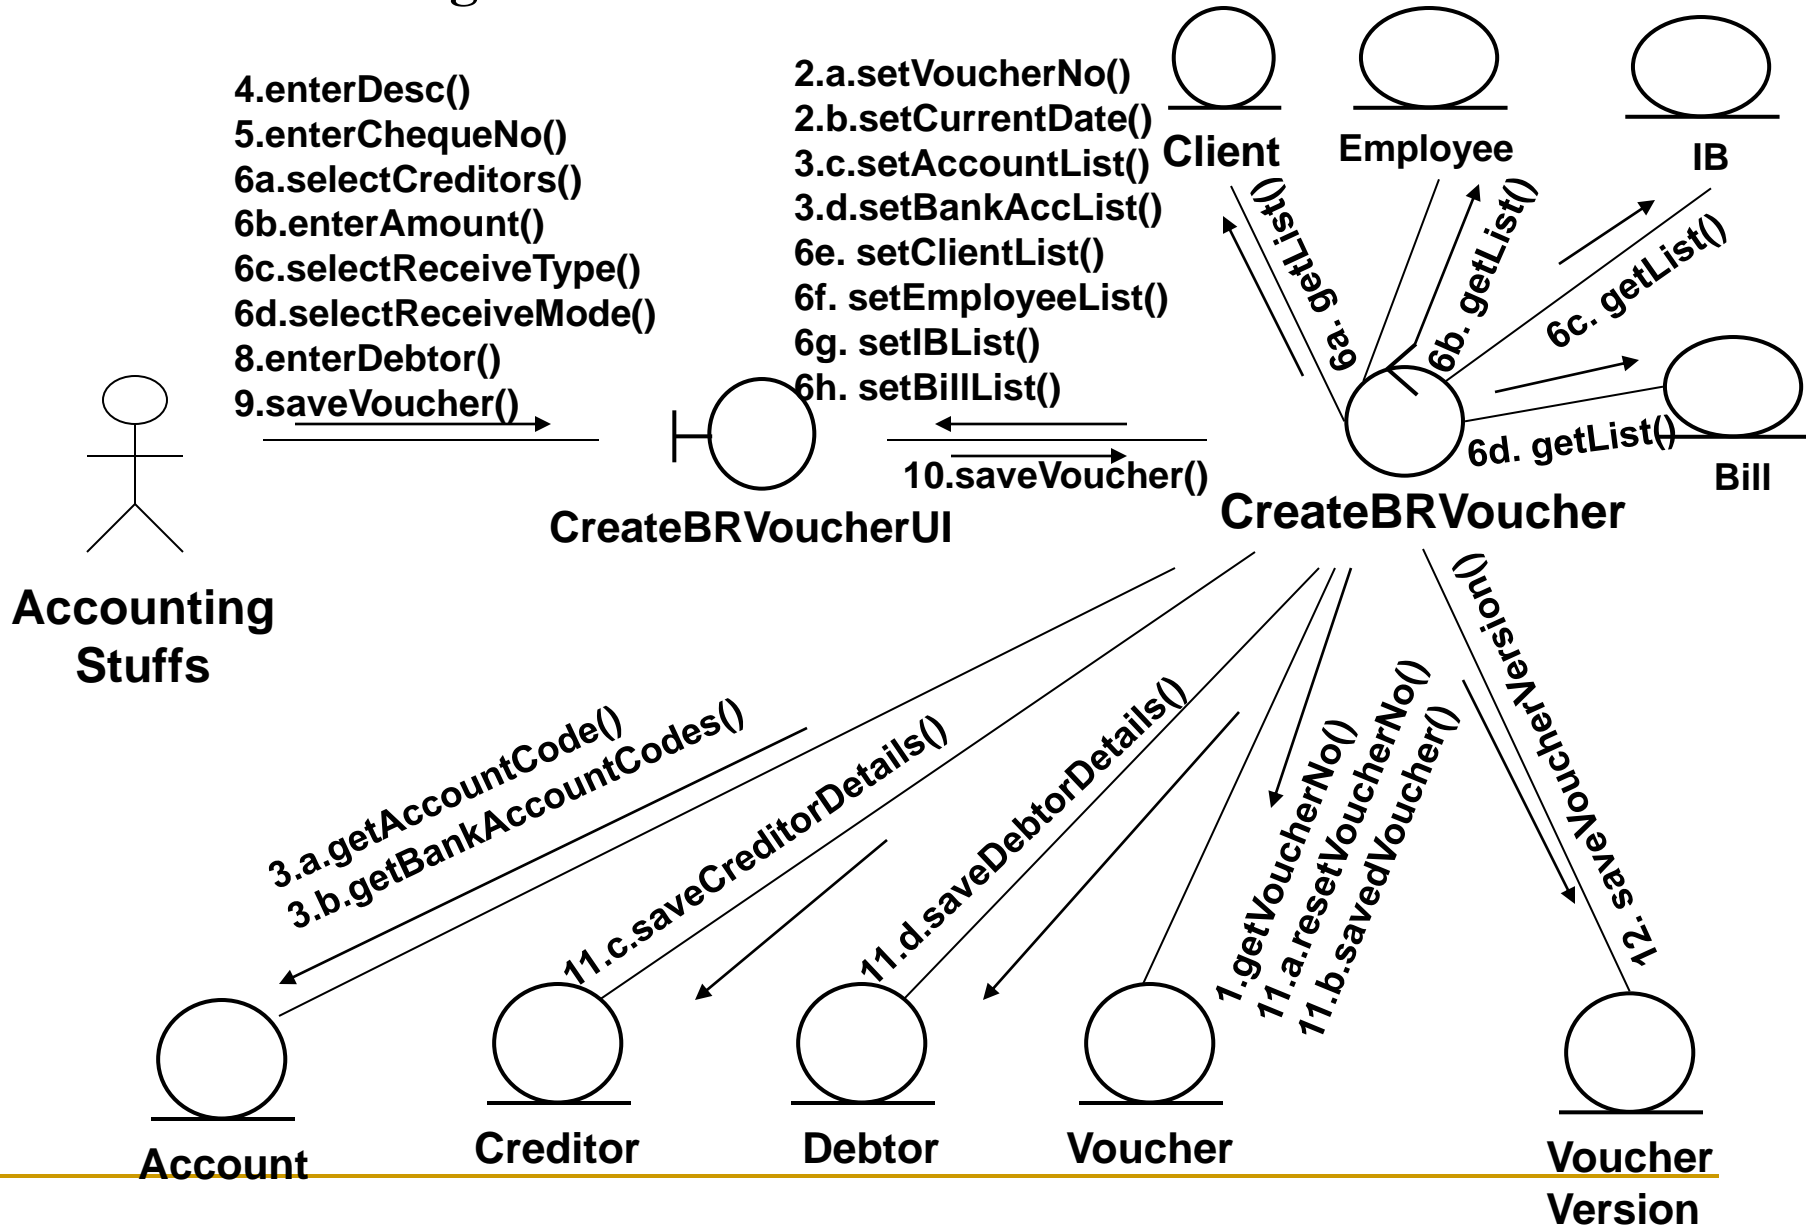 4.enterDesc()
5.enterChequeNo()
6a.selectCreditors()
6b.enterAmount()
6c.selectReceiveType()
6d.selectReceiveMode()
8.enterDebtor()
9.saveVoucher()
2.a.setVoucherNo()
2.b.setCurrentDate()
3.c.setAccountList()
3.d.setBankAccList()
6e. setClientList()
6f. setEmployeeList()
6g. setIBList()
6h. setBillList()
10.saveVoucher()
Client
Employee
IB
6a. getList()
6b. getList()
6c. getList()
6d. getList()
Bill
CreateBRVoucherUI
CreateBRVoucher
Accounting
Stuffs
3.a.getAccountCode()
3.b.getBankAccountCodes()
11.c.saveCreditorDetails()
11.d.saveDebtorDetails()
1.getVoucherNo()
11.a.resetVoucherNo()
11.b.savedVoucher()
12. saveVoucherVersion()
Account
Creditor
Debtor
Voucher
Voucher
Version